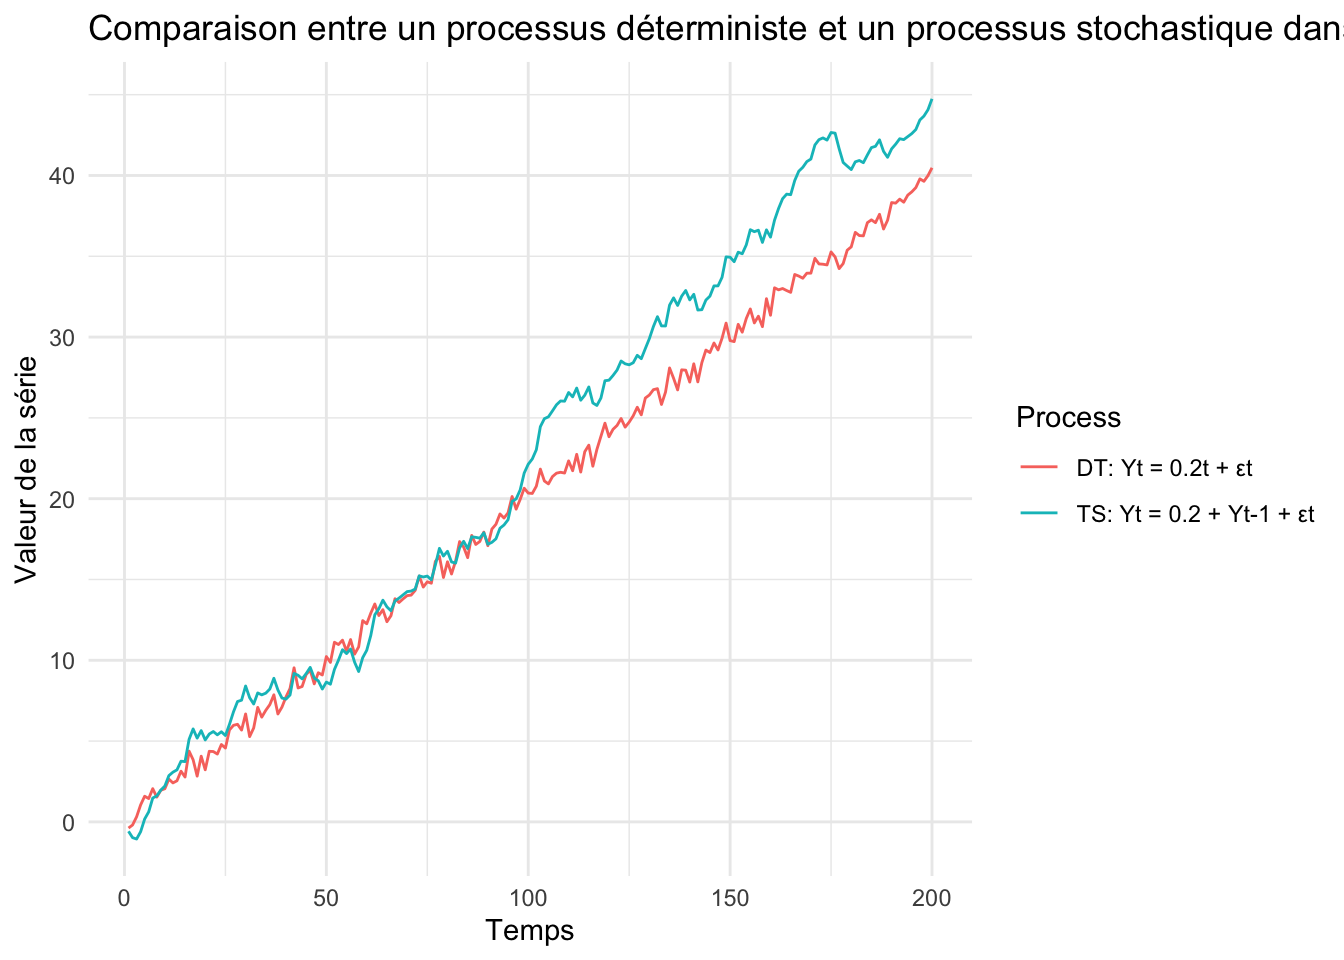 Comparaison entre un processus déterministe et un processus stochastique dans
Valeur de la série
40
30
20
10
0
0 50 100 150 200
Temps
Process
DT: Yt = 0.2t + εt
TS: Yt = 0.2 + Yt-1 + εt